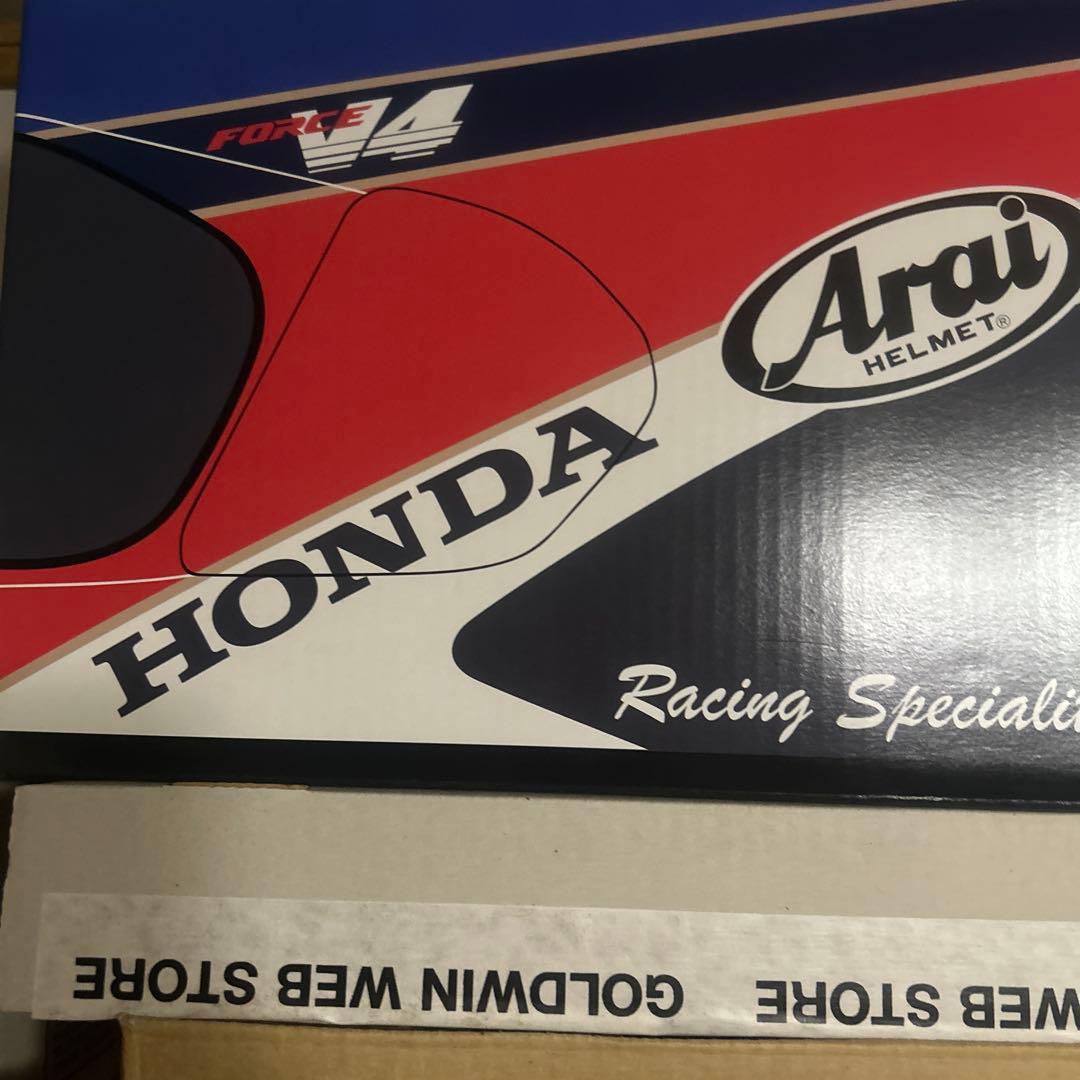 FORCE V4
Arai
HELMET®
HONDA
Racing Specialit
GOLDWIN WEB STORE
WEB STORE